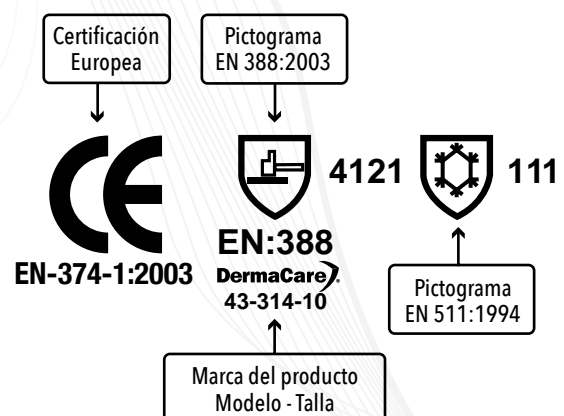 Certificación
Europea
Pictograma
EN 388:2003
CE
4121
111
EN-374-1:2003
EN:388
DermaCare
43-314-10
Pictograma
EN 511:1994
Marca del producto
Modelo - Talla